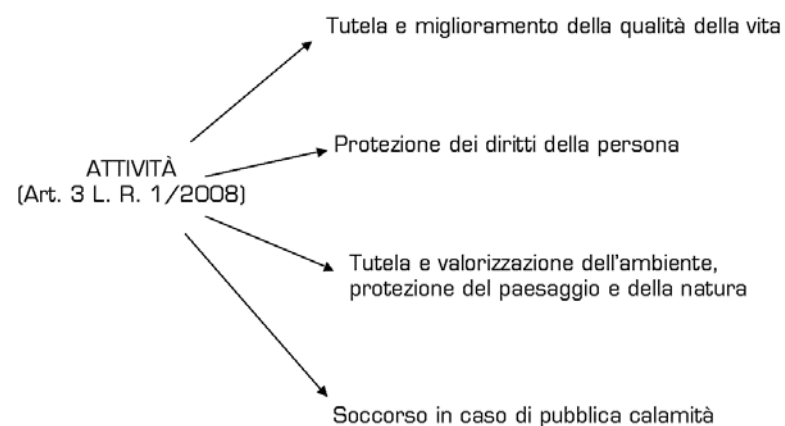 Tutela e miglioramento della qualità della vita
Protezione dei diritti della persona
ATTIVITÀ
(Art. 3 L. R. 1/2008)
Tutela e valorizzazione dell'ambiente,
protezione del paesaggio e della natura
Soccorso in caso di pubblica calamità